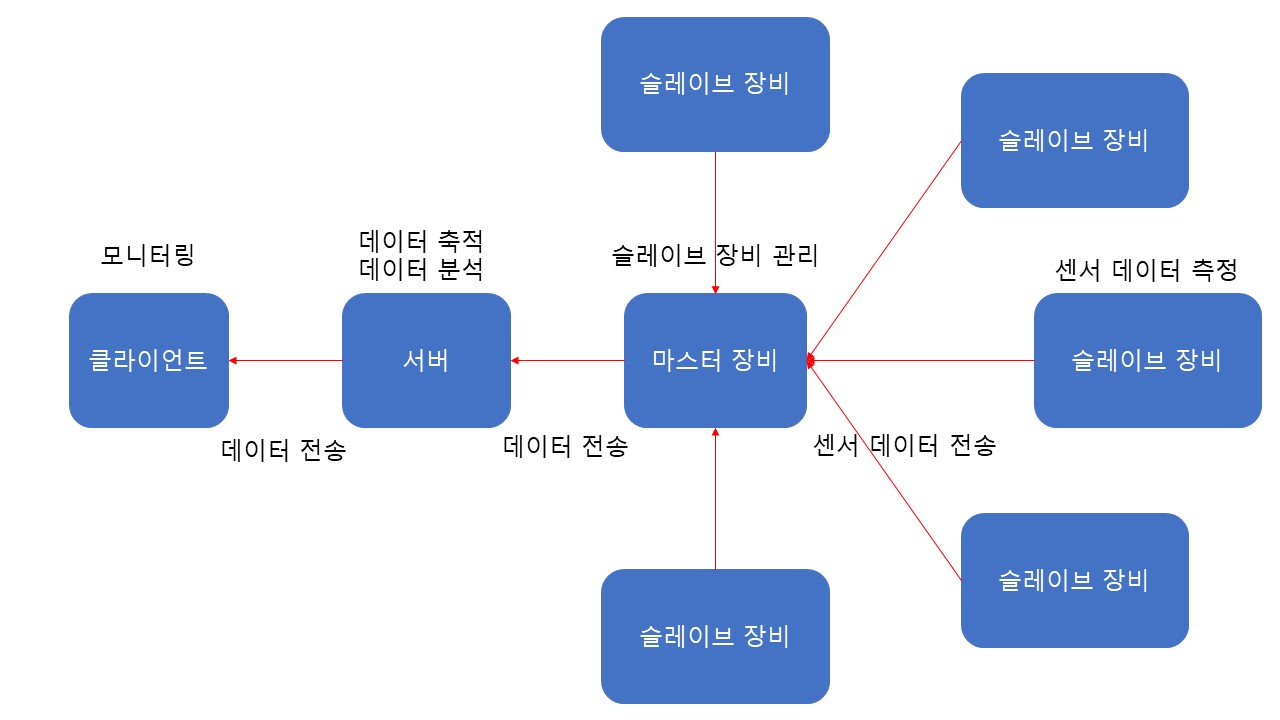 슬레이브 장비
슬레이브 장비
모니터링
데이터 축적
데이터 분석
슬레이브 장비 관리
센서 데이터 측정
클라이언트
서버
마스터 장비
슬레이브 장비
데이터 전송
데이터 전송
센서 데이터 전송
슬레이브 장비
슬레이브 장비